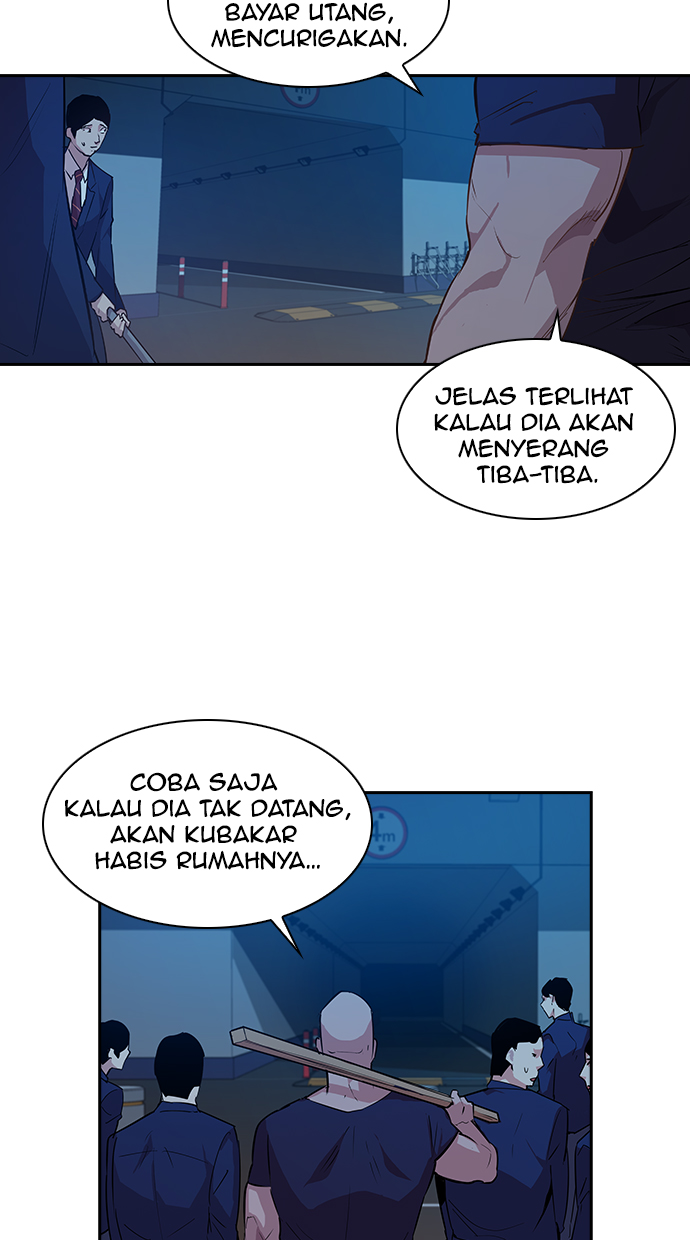 BAYAR UTANG,
MENCURIGAKAN.
m
JELAS TERLIHAT
KALAU DIA AKAN
MENYERANG
TIBA-TIBA.
COBA SAJA
KALAU DIA TAK DATANG,
AKAN KUBAKAR
HABIS RUMAHNYA...
4m